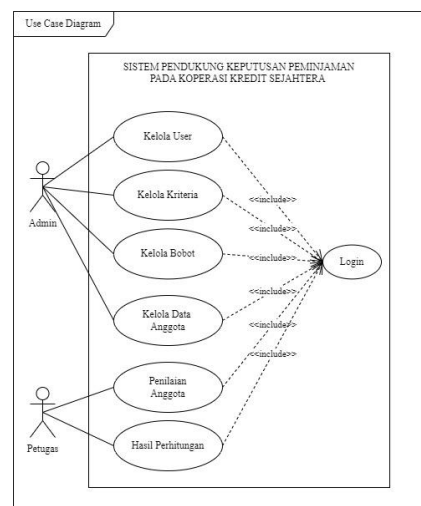 Use Case Diagram
SISTEM PENDUKUNG KEPUTUSAN PEMINJAMAN
PADA KOPERASI KREDIT SEJAHTERA
Kelola User
Kelola Kriteria
<<include>>
Admin
<<include>>
Kelola Bobot
<<include>>
Login
<<include>>
Kelola Data
Anggota
<<include>>
<<include>>
Penilaian
Anggota
Petugas
Hasil Perhitungan